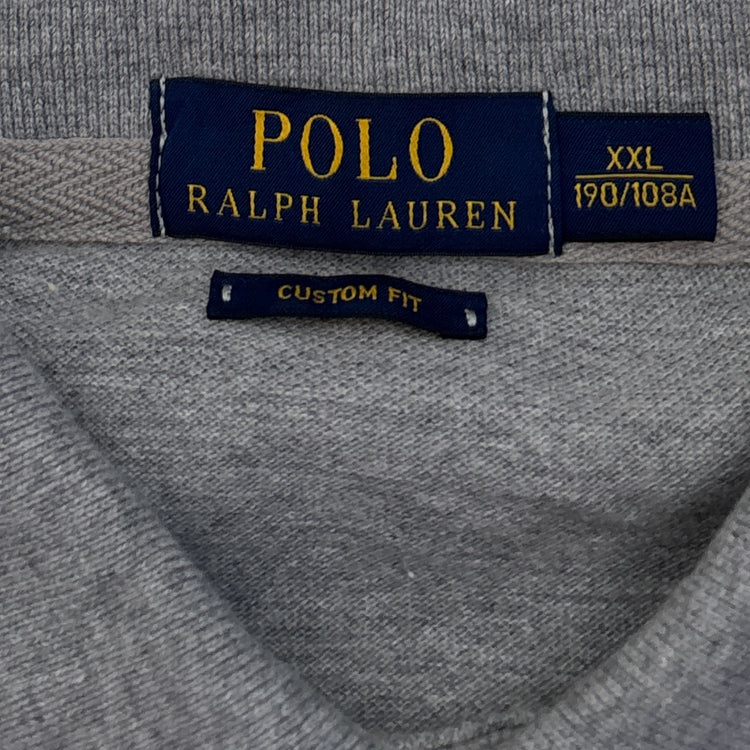 POLO
RALPH LAUREN
XXL
190/108A
CUSTOM FIT